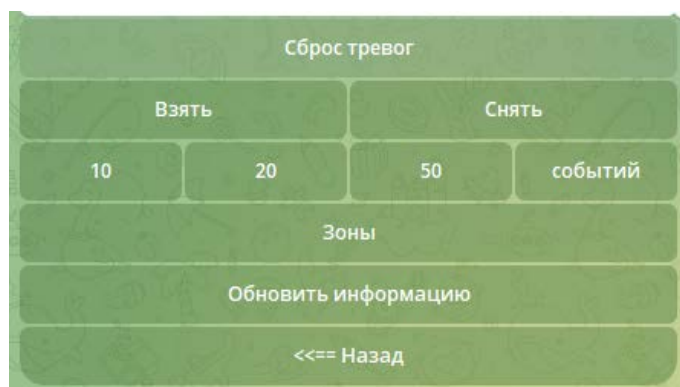 Сброс тревог
Взять Снять
10 20 50 событий
Зоны
Обновить информацию
<<== Назад